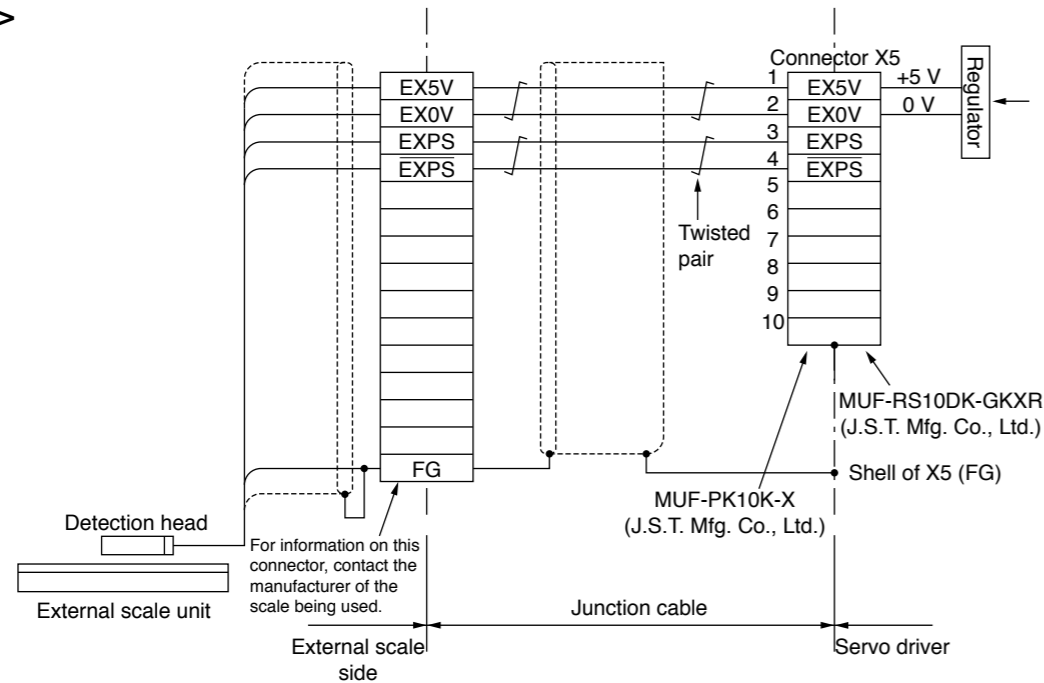 >
Connector X5
1
2
3
4
5
6
7
8
9
10
EX5V
EX0V
EXPS
E̅X̅P̅S̅
FG
EX5V
EX0V
EXPS
E̅X̅P̅S̅
+5 V
0 V
Regulator
Twisted
pair
MUF-RS10DK-GKXR
(J.S.T. Mfg. Co., Ltd.)
Shell of X5 (FG)
MUF-PK10K-X
(J.S.T. Mfg. Co., Ltd.)
Detection head
External scale unit
For information on this
connector, contact the
manufacturer of the
scale being used.
Junction cable
External scale
side
Servo driver